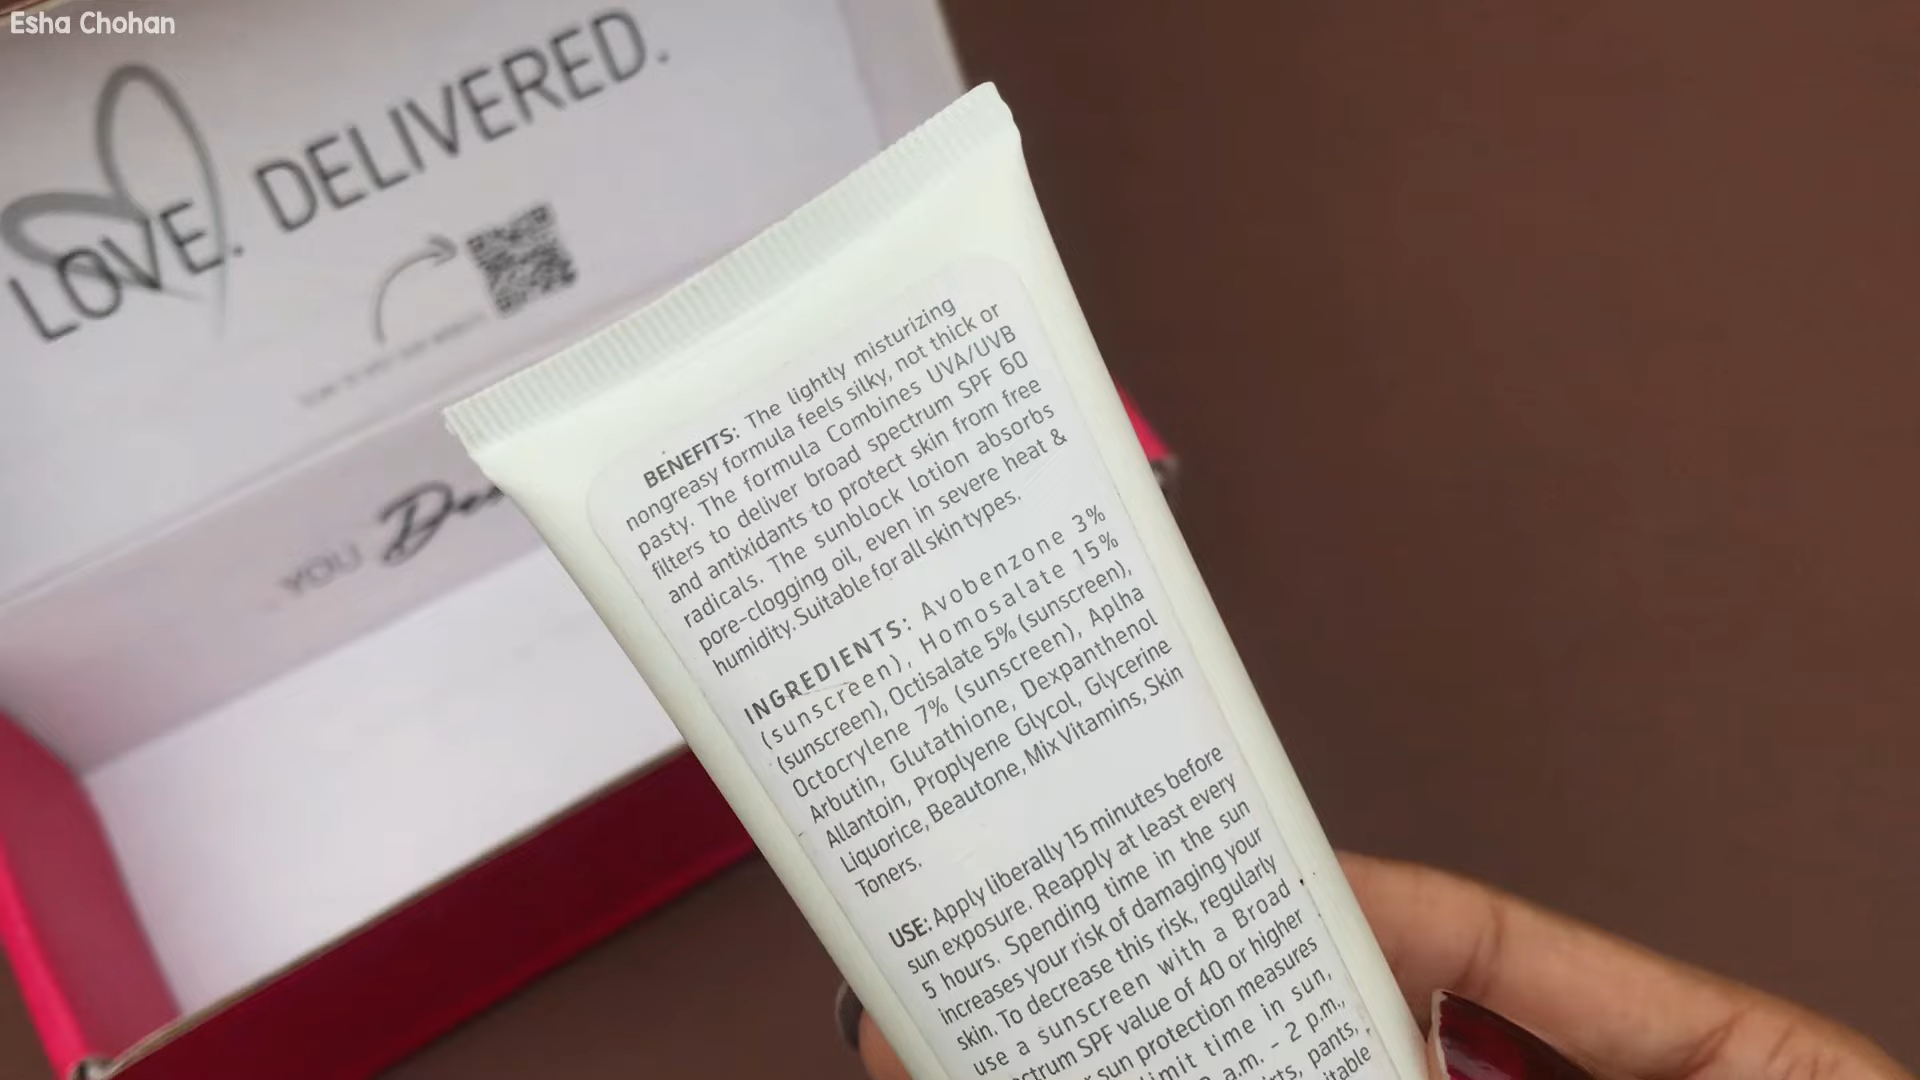 Esha Chohan
LOVE. DELIVERED.
YOU
BENEFITS: The lightly misturizing
nongreasy formula feels silky, not thick or
pasty. The formula Combines UVA/UVB
filters to deliver broad spectrum SPF 60
and antixidants to protect skin from free
radicals. The sunblock lotion absorbs
pore-clogging oil, even in severe heat &
humidity. Suitable for all skin types.
INGREDIENTS: Avobenzone 3%
(sunscreen), Homosalate 15%
(sunscreen), Octisalate 5% (sunscreen),
Octocrylene 7% (sunscreen), Aplha
Arbutin, Glutathione, Dexpanthenol
Allantoin, Proplyene Glycol, Glycerine
Liquorice, Beautone, Mix Vitamins, Skin
Toners.
USE: Apply liberally 15 minutes before
sun exposure. Reapply at least every
5 hours. Spending time in the sun
increases your risk of damaging your
skin. To decrease this risk, regularly
use a sunscreen with a Broad
SPF value of 40 or higher
sun protection measures
time in sun,
a.m. - 2 p.m.,
pants,